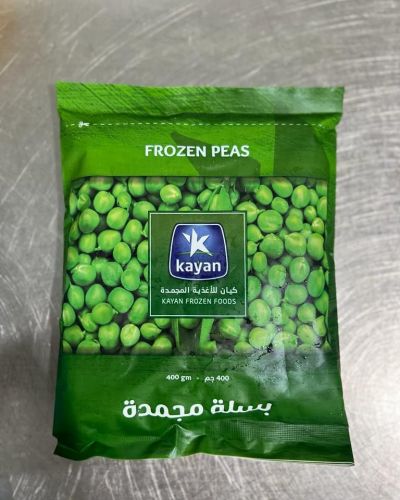 FROZEN PEAS
kayan
كيان للأغذية المجمدة
KAYAN FROZEN FOODS
400 gm - 400 جم
بسلة مجمدة